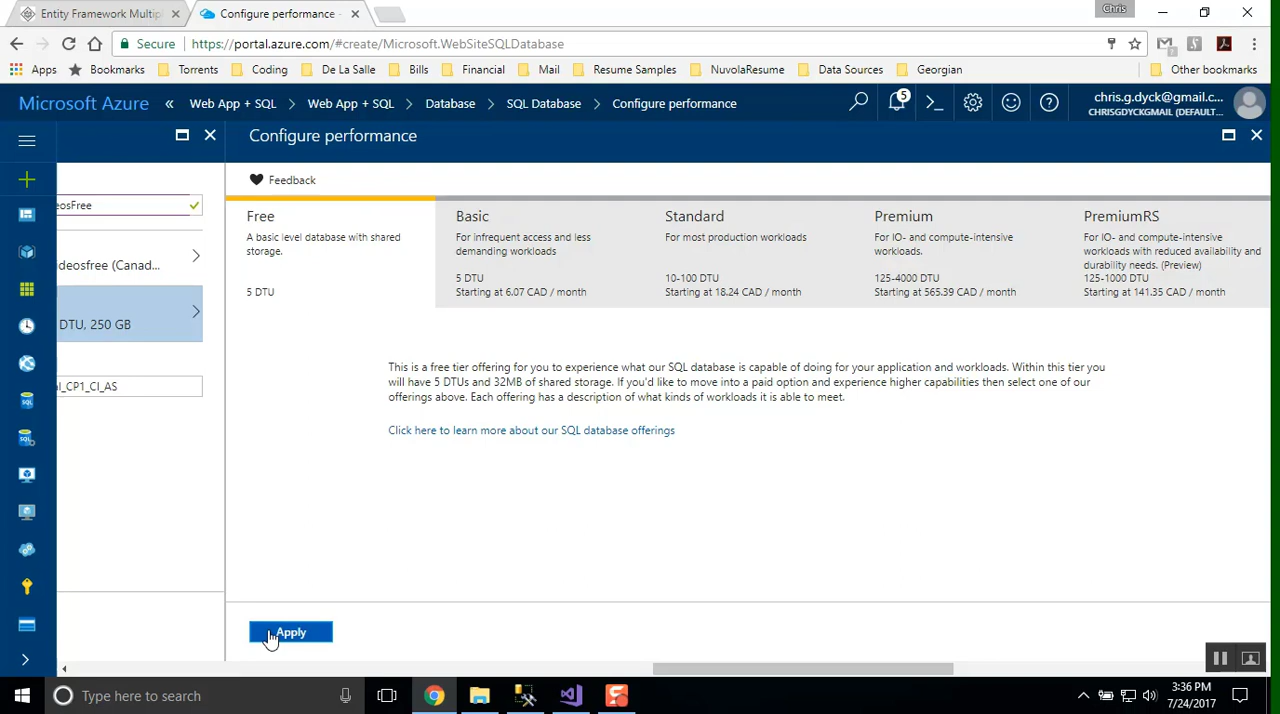 Entity Framework Multip
Configure performance -
Chris
Secure
https://portal.azure.com/#create/Microsoft.WebSiteSQLDatabase
Apps
Bookmarks
Torrents
Coding
De La Salle
Bills
Financial
Mail
Resume Samples
NuvolaResume
Data Sources
Georgian
Other bookmarks
Microsoft Azure
Web App + SQL
Web App + SQL
Database
SQL Database
Configure performance
5
chris.g.dyck@gmail.c...
CHRISGDYCKGMAIL (DEFAULT...
Configure performance
Feedback
eosFree
ideosfree (Canad...
DTU, 250 GB
al_CP1_CI_AS
Free
A basic level database with shared
storage.
5 DTU
Basic
For infrequent access and less
demanding workloads
5 DTU
Starting at 6.07 CAD / month
Standard
For most production workloads
10-100 DTU
Starting at 18.24 CAD / month
Premium
For IO- and compute-intensive
workloads.
125-4000 DTU
Starting at 565.39 CAD / month
PremiumRS
For IO- and compute-intensive
workloads with reduced availability and
durability needs. (Preview)
125-1000 DTU
Starting at 141.35 CAD / month
This is a free tier offering for you to experience what our SQL database is capable of doing for your application and workloads. Within this tier you
will have 5 DTUs and 32MB of shared storage. If you'd like to move into a paid option and experience higher capabilities then select one of our
offerings above. Each offering has a description of what kinds of workloads it is able to meet.
Click here to learn more about our SQL database offerings
Apply
Type here to search
3:36 PM
7/24/2017